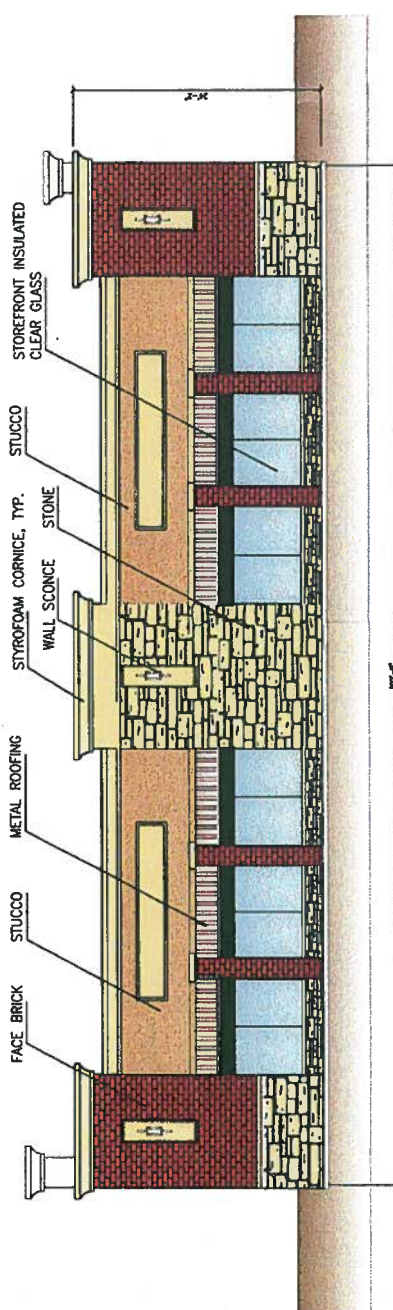 FACE BRICK
STUCCO
METAL ROOFING
STYROFOAM CORNICE, TYP.
WALL SCONCE
STONE
STUCCO
STOREFRONT INSULATED
CLEAR GLASS